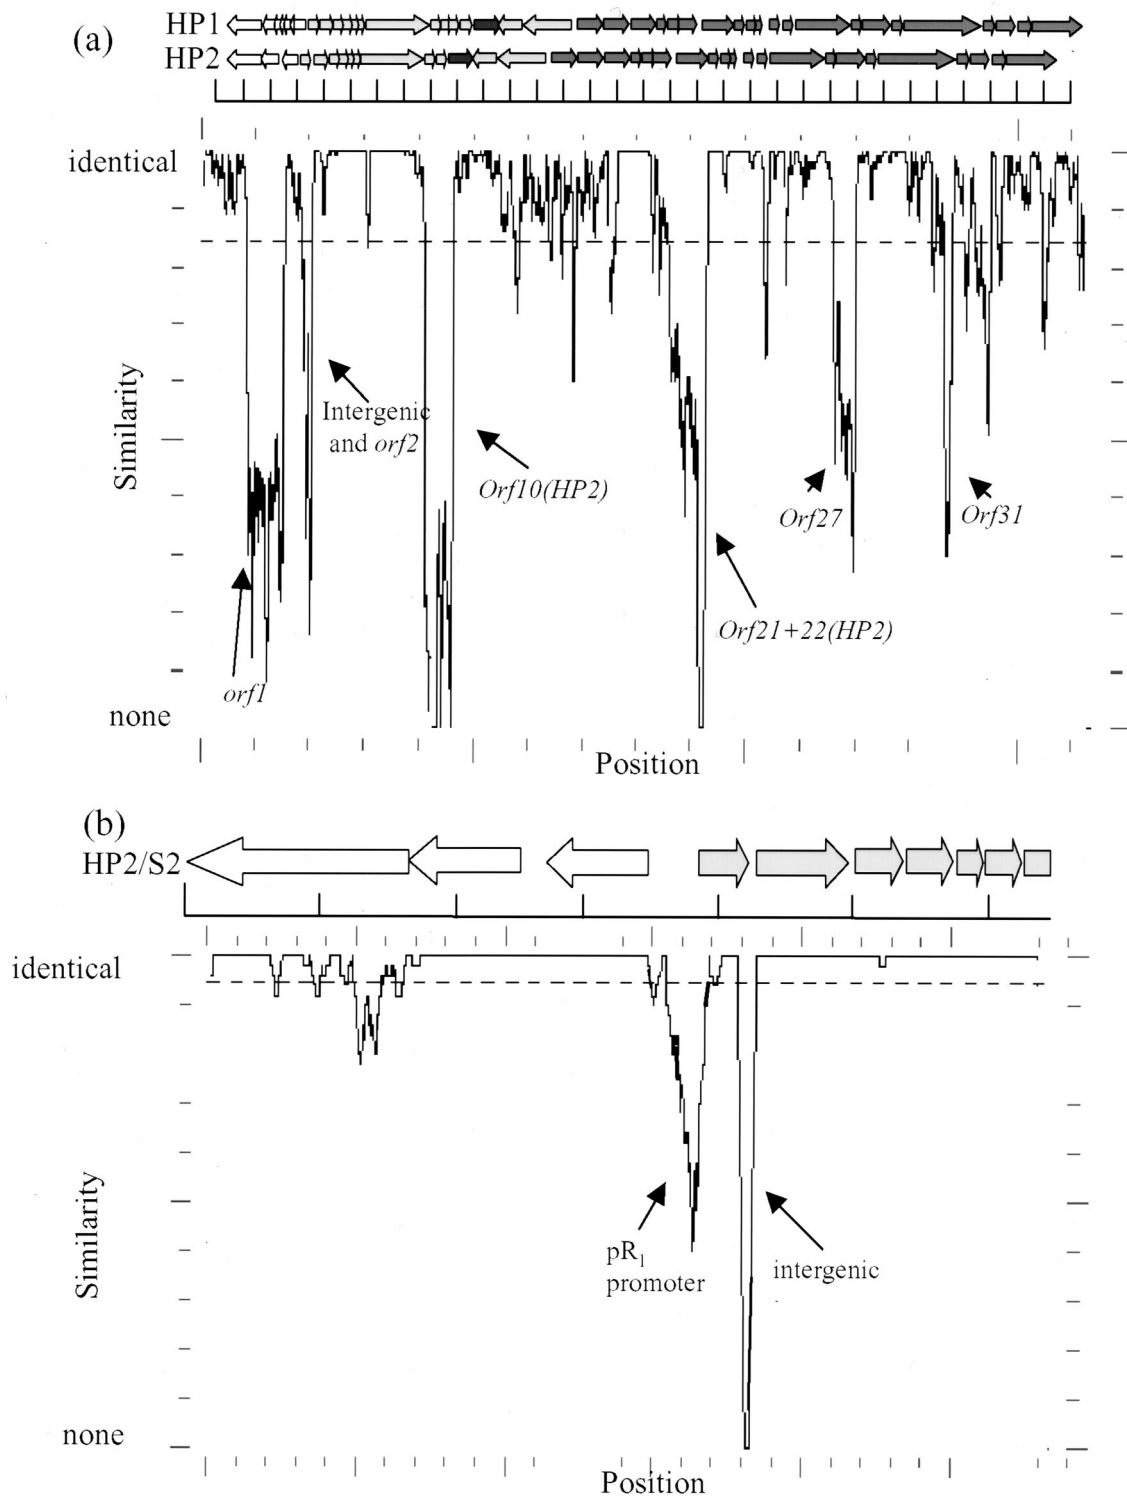 (a)
HP1
HP2
identical
Similarity
Intergenic
and orf2
Orf10(HP2)
Orf27
Orf31
Orf21+22(HP2)
orf1
none
Position
(b)
HP2/S2
identical
Similarity
pR1
promoter
intergenic
none
Position